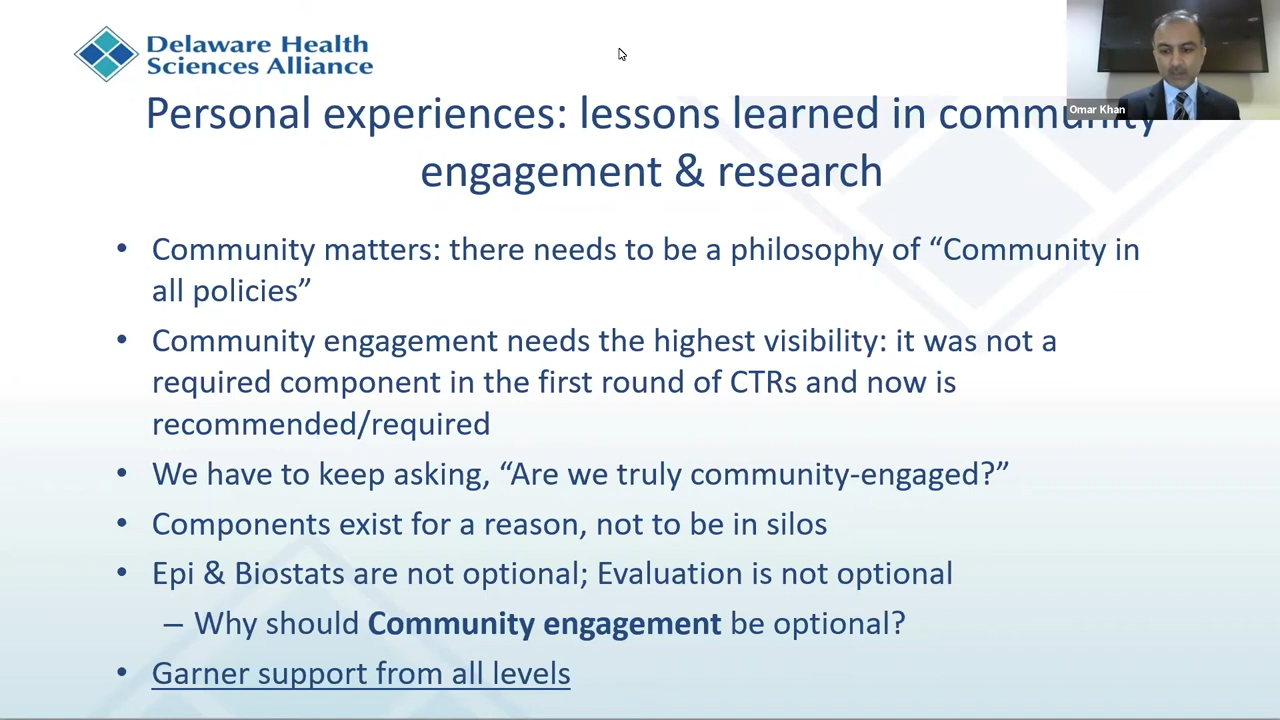 Delaware Health
Sciences Alliance
Omar Khan
Personal experiences: lessons learned in community
engagement & research
• Community matters: there needs to be a philosophy of “Community in
all policies”
• Community engagement needs the highest visibility: it was not a
required component in the first round of CTRs and now is
recommended/required
• We have to keep asking, “Are we truly community-engaged?”
• Components exist for a reason, not to be in silos
• Epi & Biostats are not optional; Evaluation is not optional
– Why should Community engagement be optional?
• Garner support from all levels